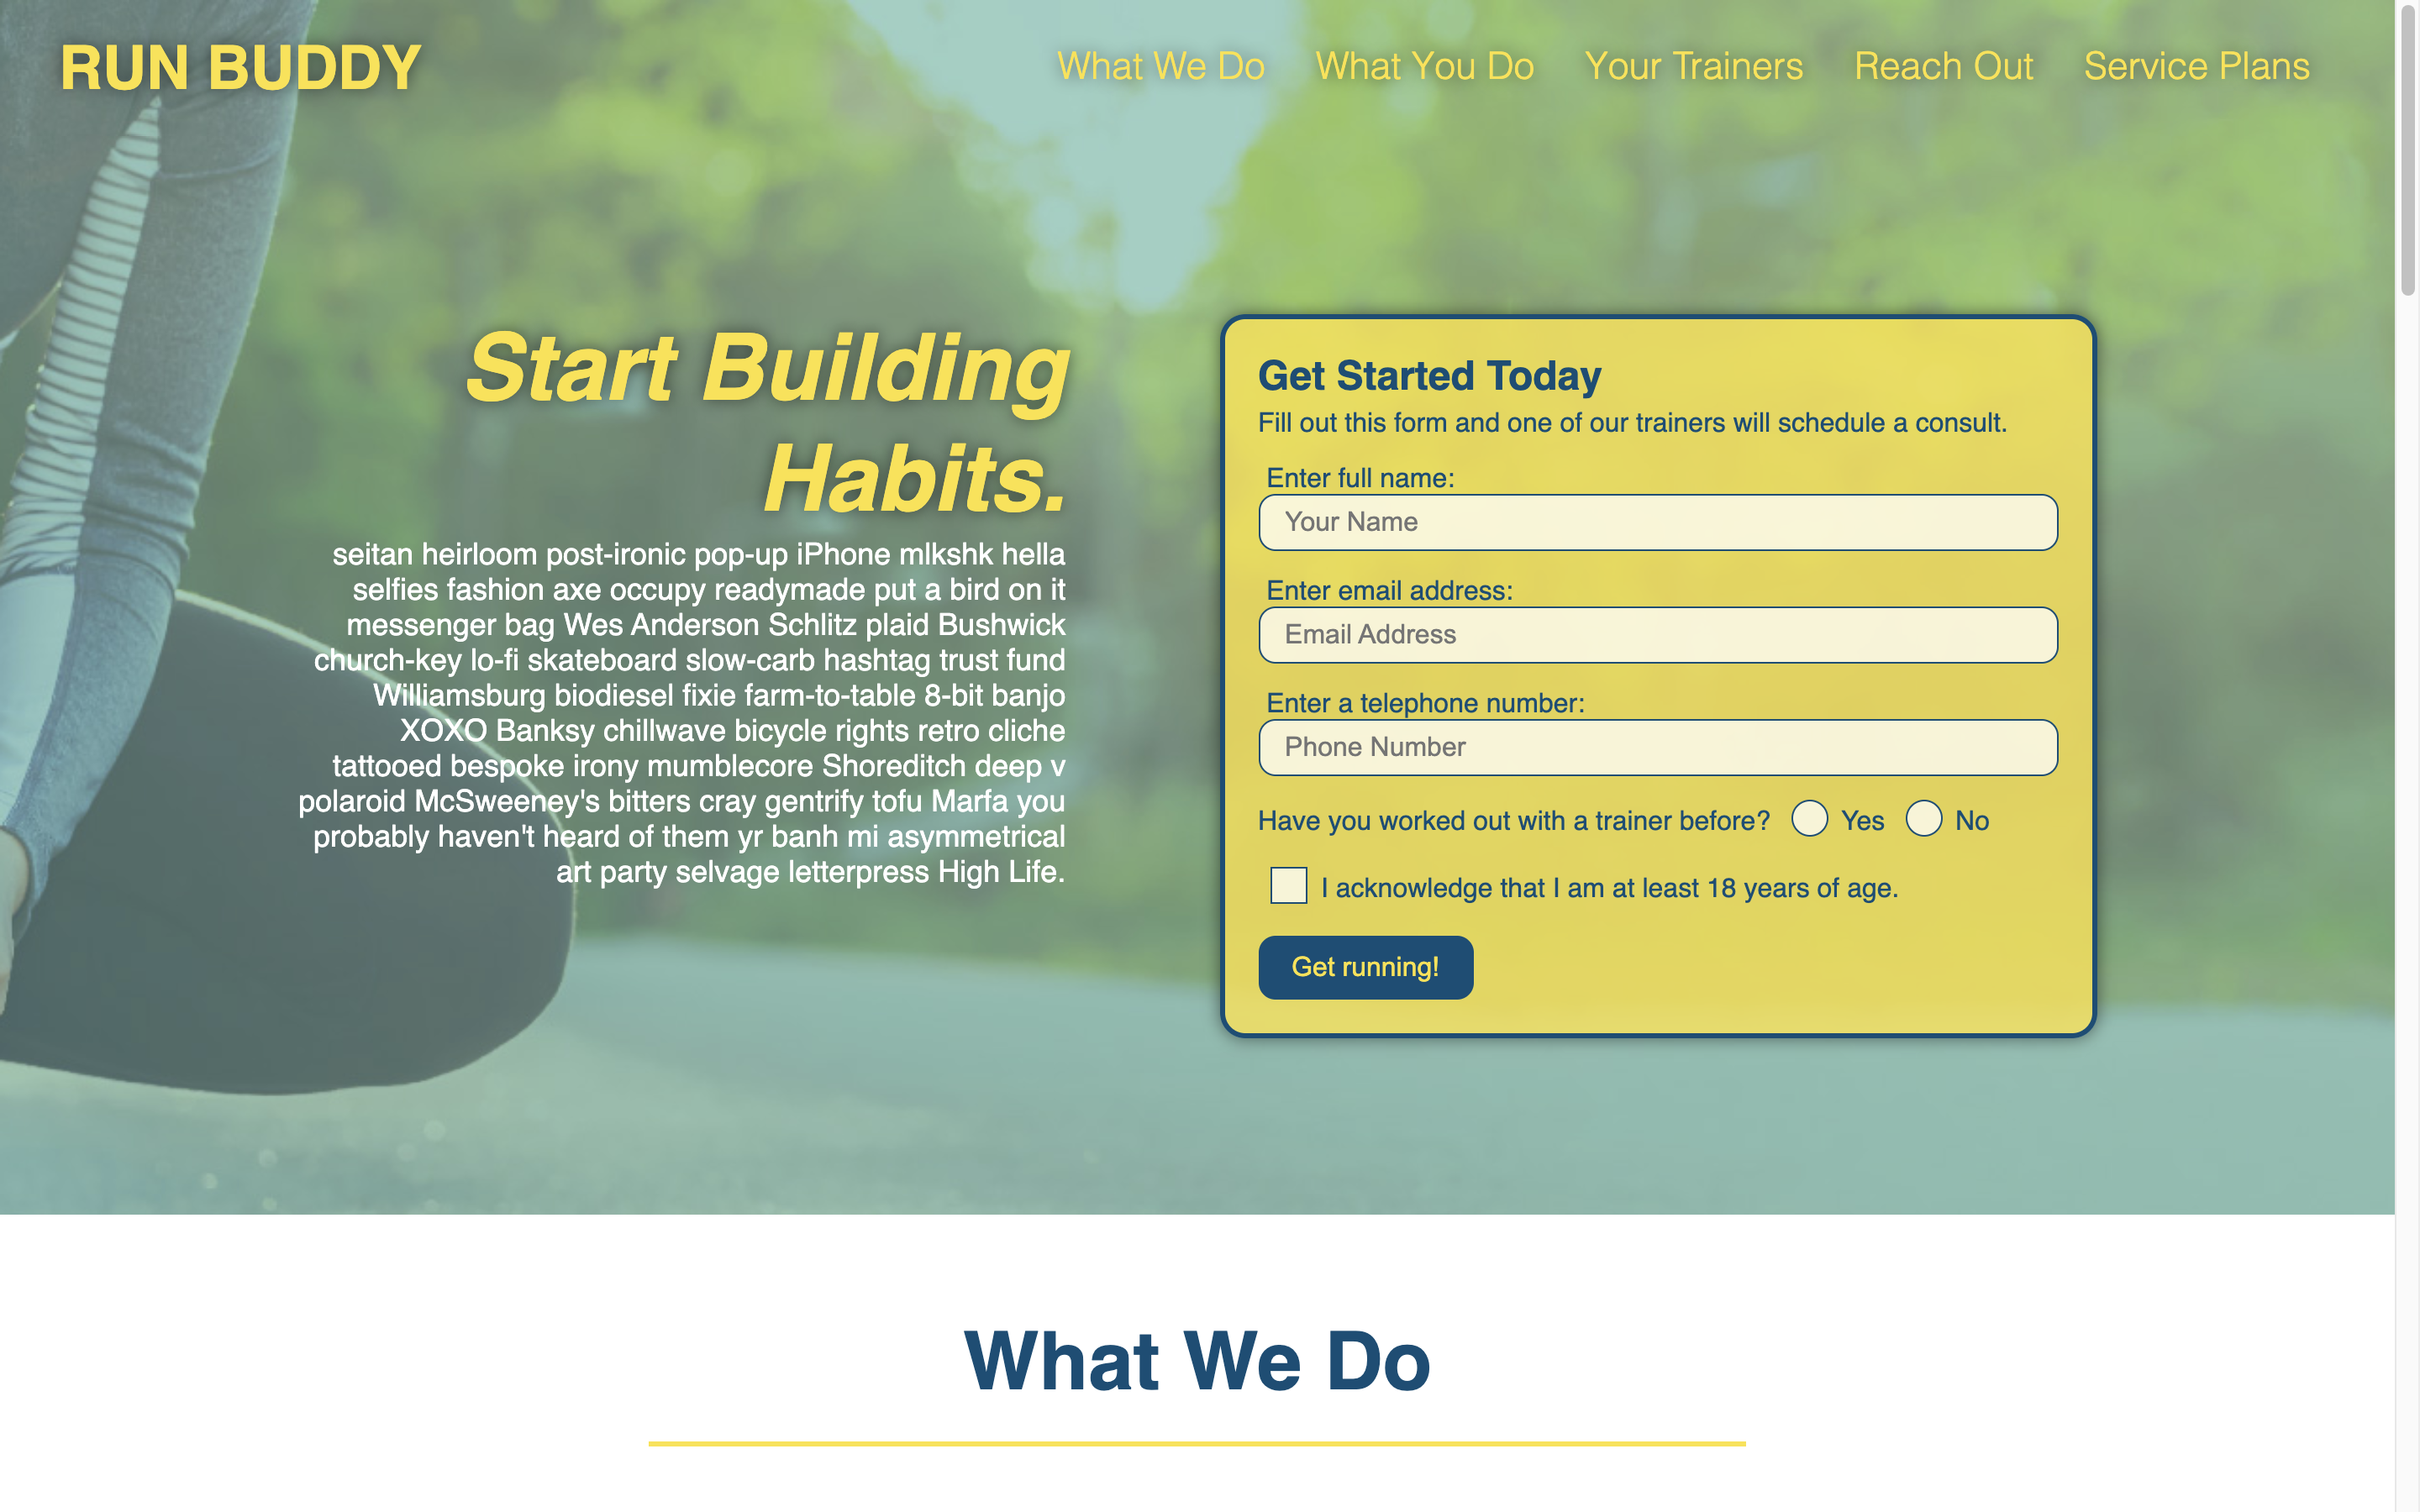 RUN BUDDY
What We Do
What You Do
Your Trainers
Reach Out
Service Plans
Start Building
Habits.
seitan heirloom post-ironic pop-up iPhone mlkshk hella
selfies fashion axe occupy readymade put a bird on it
messenger bag Wes Anderson Schlitz plaid Bushwick
church-key lo-fi skateboard slow-carb hashtag trust fund
Williamsburg biodiesel fixie farm-to-table 8-bit banjo
XOXO Banksy chillwave bicycle rights retro cliche
tattooed bespoke irony mumblecore Shoreditch deep v
polaroid McSweeney's bitters cray gentrify tofu Marfa you
probably haven't heard of them yr banh mi asymmetrical
art party selvage letterpress High Life.
Get Started Today
Fill out this form and one of our trainers will schedule a consult.
Enter full name:
Your Name
Enter email address:
Email Address
Enter a telephone number:
Phone Number
Have you worked out with a trainer before? Yes No
I acknowledge that I am at least 18 years of age.
Get running!
What We Do